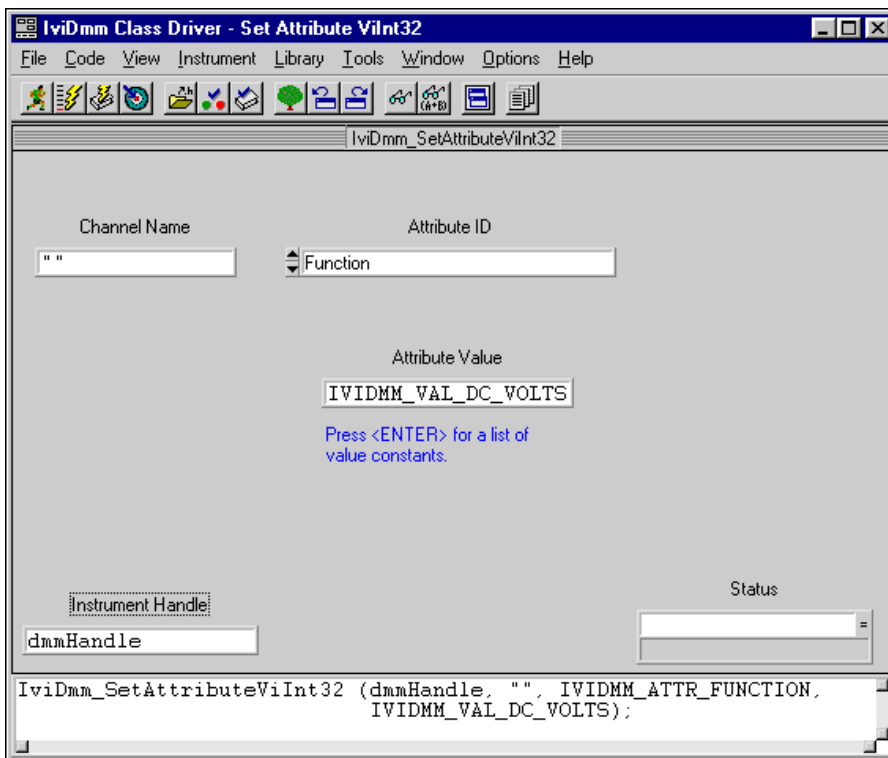 IviDmm Class Driver - Set Attribute ViInt32
File Code View Instrument Library Tools Window Options Help
IviDmm_SetAttributeViInt32
Channel Name
Attribute ID
" "
Function
Attribute Value
IVIDMM_VAL_DC_VOLTS
Press <ENTER> for a list of
value constants.
Instrument Handle
Status
dmmHandle
=
IviDmm_SetAttributeViInt32 (dmmHandle, "", IVIDMM_ATTR_FUNCTION,
IVIDMM_VAL_DC_VOLTS);